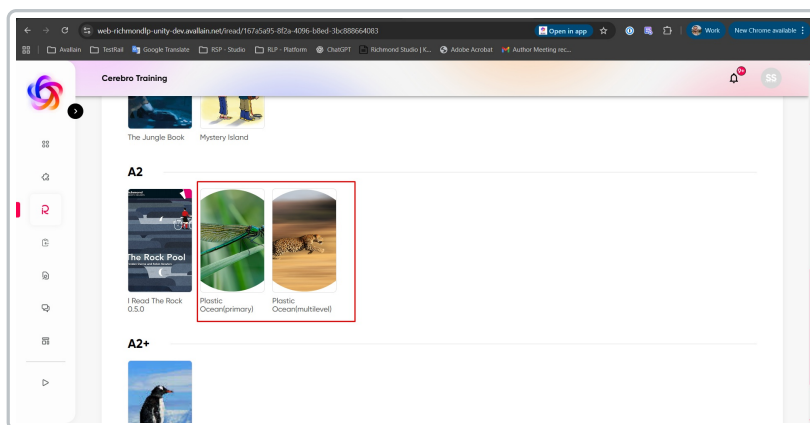 web-richmondlp-unity-dev.avallain.net/iread/167a5a95-8f2a-4096-b8ed-3bc888664083
Open in app
Work
New Chrome available
Avallain
TestRail
Google Translate
RSP - Studio
RLP - Platform
ChatGPT
Richmond Studio | K...
Adobe Acrobat
Author Meeting rec...
Cerebro Training
9+
SS
The Jungle Book
Mystery Island
A2
The Rock Pool
I Read The Rock
0.5.0
Plastic
Ocean(primary)
Plastic
Ocean(multilevel)
A2+